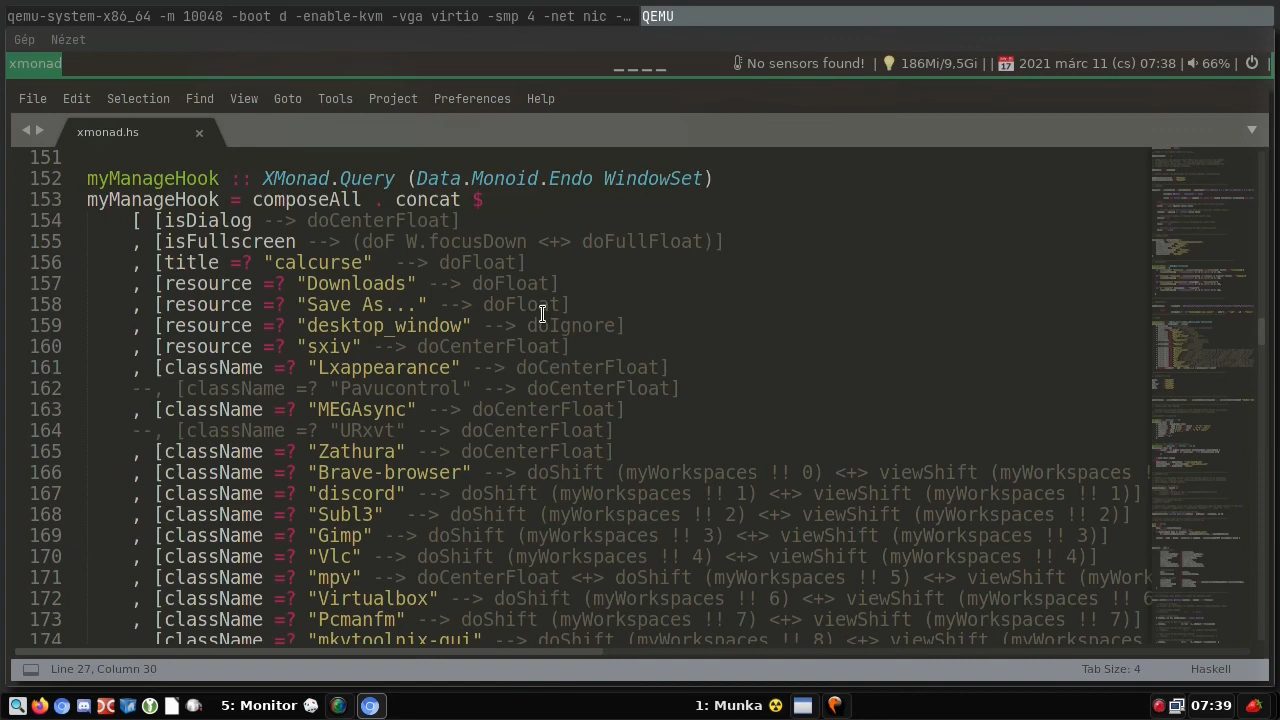 qemu-system-x86_64 -m 10048 -boot d -enable-kvm -vga virtio -smp 4 -net nic -…
QEMU
Gép Nézet
xmonad
No sensors found! | 186Mi/9,5Gi | | 2021 márc 11 (cs) 07:38 | 66% | |
File Edit Selection Find View Goto Tools Project Preferences Help
xmonad.hs ×
151
152 myManageHook :: XMonad.Query (Data.Monoid.Endo WindowSet)
153 myManageHook = composeAll . concat $
154 [ [isDialog --> doCenterFloat]
155 , [isFullscreen --> (doF W.focusDown <+> doFullFloat)]
156 , [title =? "calcurse" --> doFloat]
157 , [resource =? "Downloads" -->
158 , [resource =? "Save As..." -->
159 , [resource =? "desktop_window" doIgnore]
160 , [resource =? "sxiv" --> doCenterFloat]
161 , [className =? "Lxappearance" --> doCenterFloat]
162 --, [className =? "Pavucontrol" --> doCenterFloat]
163 , [className =? "MEGAsync" --> doCenterFloat]
164 --, [className =? "URxvt" --> doCenterFloat]
165 , [className =? "Zathura" --> doCenterFloat]
166 , [className =? "Brave-browser" --> doshift (myWorkspaces !! 0) <+> viewShift (myWorkspaces
167 , [className =? "discord" --> doShift (myWorkspaces !! 1) <+> viewShift (myWorkspaces !! 1)]
168 , [className =? "Subl3" --> doShift (myWorkspaces !! 2) <+> viewShift (myWorkspaces !! 2)]
169 , [className =? "Gimp" --> doShift (myWorkspaces !! 3) <+> viewShift (myWorkspaces !! 3)]
170 , [className =? "Vlc" --> doShift (myWorkspaces !! 4) <+> viewShift (myWorkspaces !! 4)]
171 , [className =? "mpv" --> doCenterFloat <+> doShift (myWorkspaces !! 5) <+> viewShift (myWork
172 , [className =? "Virtualbox" --> doShift (myWorkspaces !! 6) <+> viewShift (myWorkspaces !! 6
173 , [className =? "Pcmanfm" --> doShift (myWorkspaces !! 7) <+> viewShift (myWorkspaces !! 7)]
174 , [className =? "mkvtoolnix-gui" --> doShift (myWorkspaces !! 8) <+> viewShift (myWorkspaces
Line 27, Column 30 Tab Size: 4 Haskell
5: Monitor 1: Munka 07:39